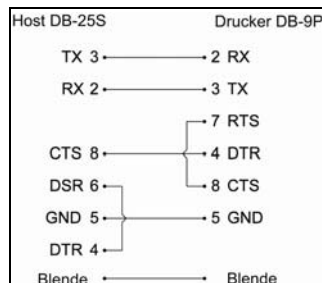 Host DB-25S Drucker DB-9P
TX 3 2 RX
RX 2 3 TX
7 RTS
CTS 8 4 DTR
DSR 6 8 CTS
GND 5 5 GND
DTR 4
Blende Blende